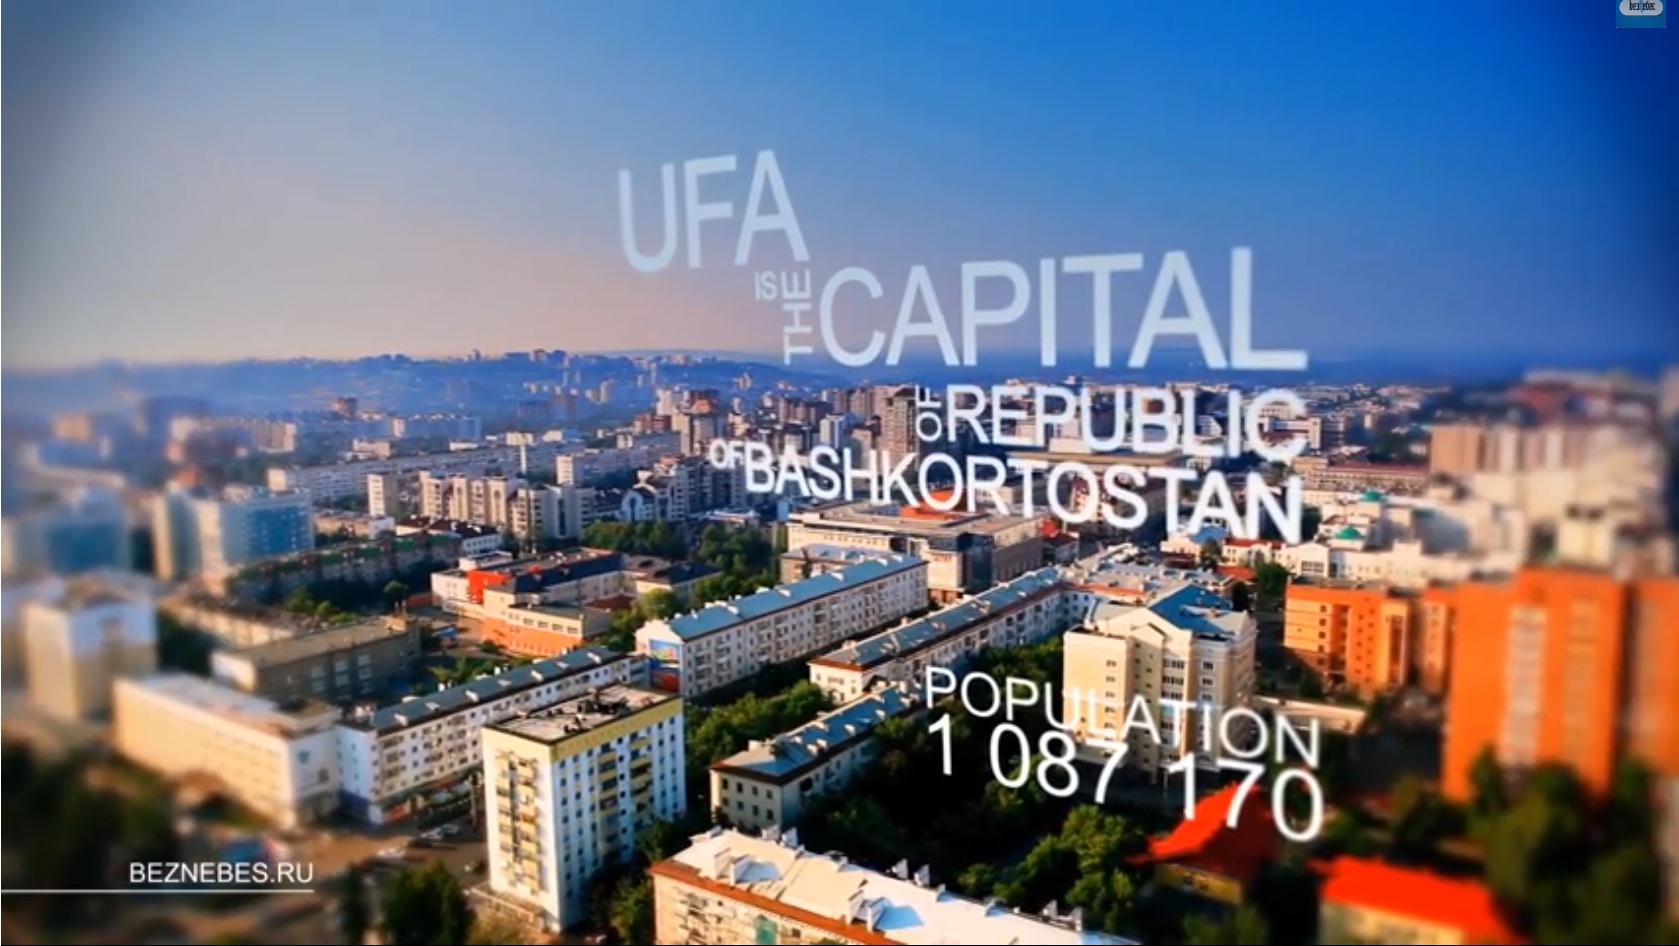 UFA
IS THE CAPITAL
OF REPUBLIC
OF BASHKORTOSTAN
POPULATION
1 087 170
BEZNEBES.RU